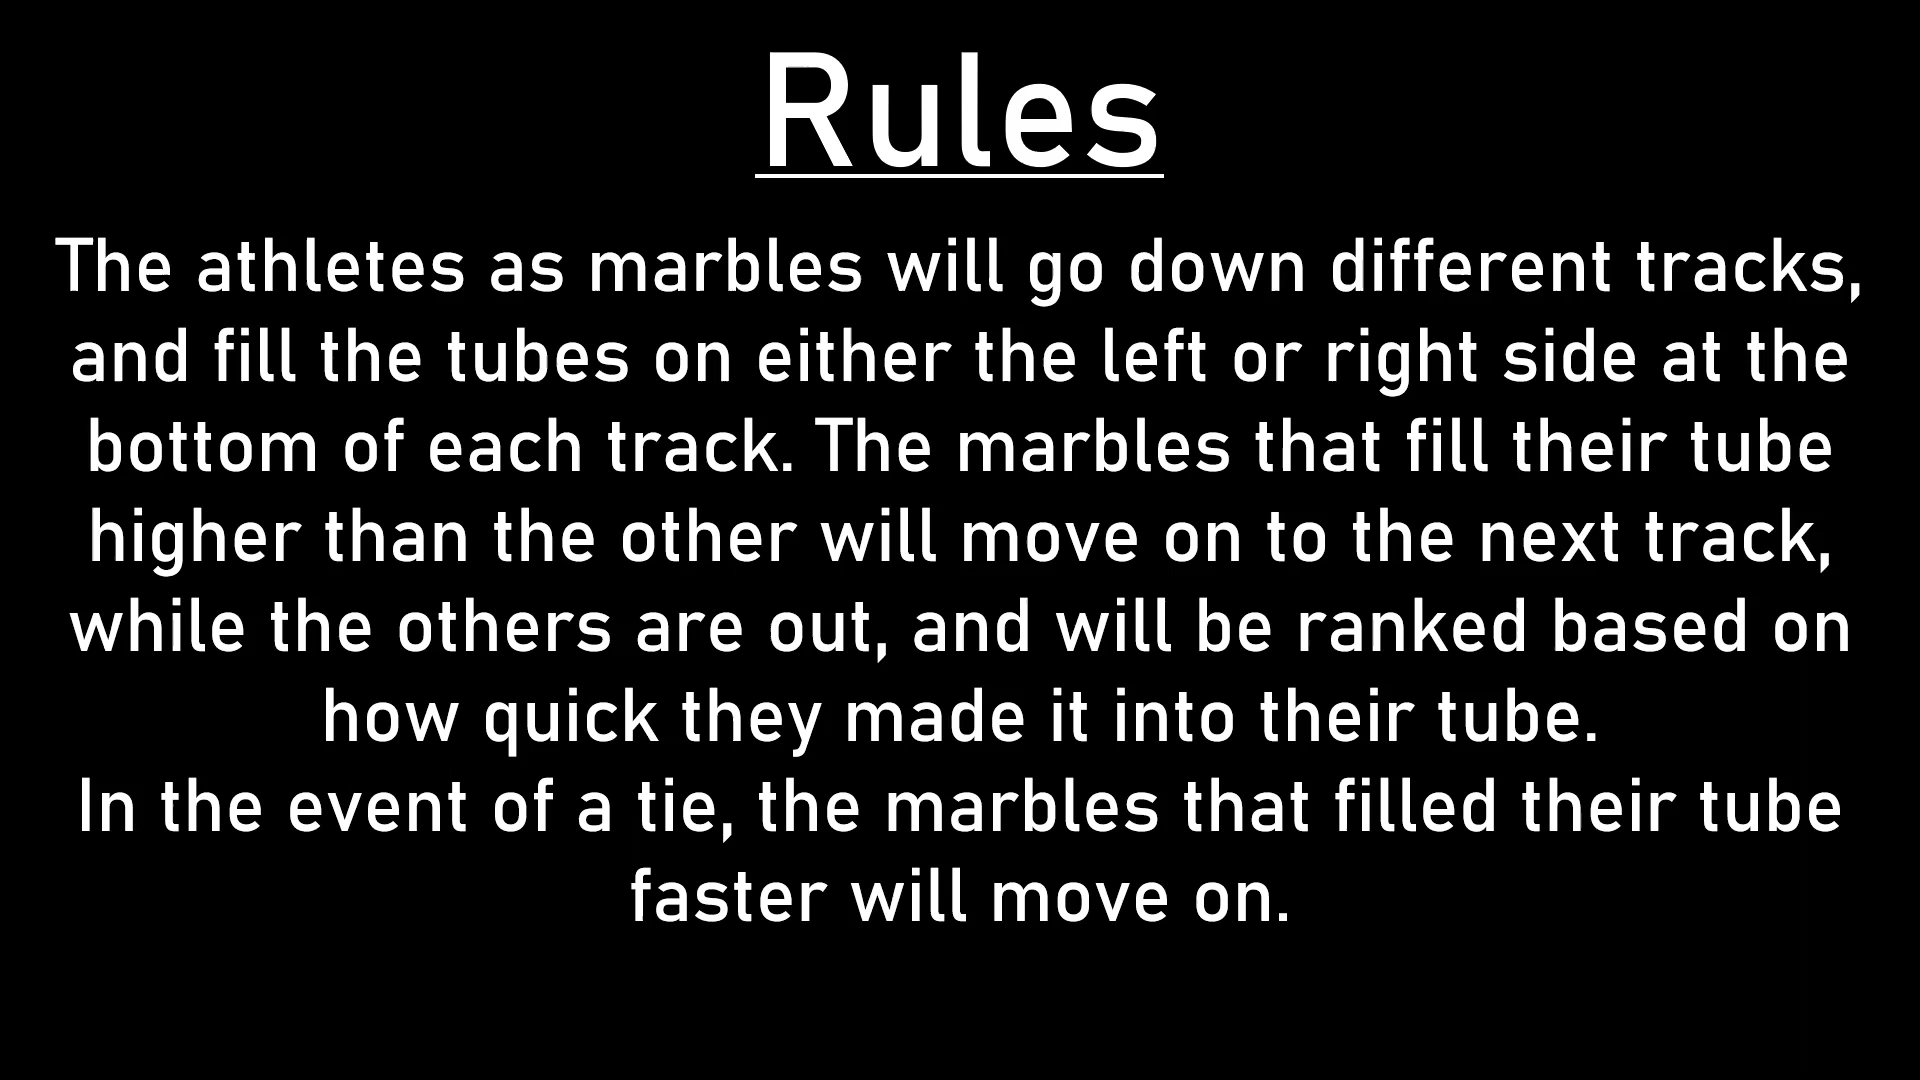 Rules
The athletes as marbles will go down different tracks,
and fill the tubes on either the left or right side at the
bottom of each track. The marbles that fill their tube
higher than the other will move on to the next track,
while the others are out, and will be ranked based on
how quick they made it into their tube.
In the event of a tie, the marbles that filled their tube
faster will move on.